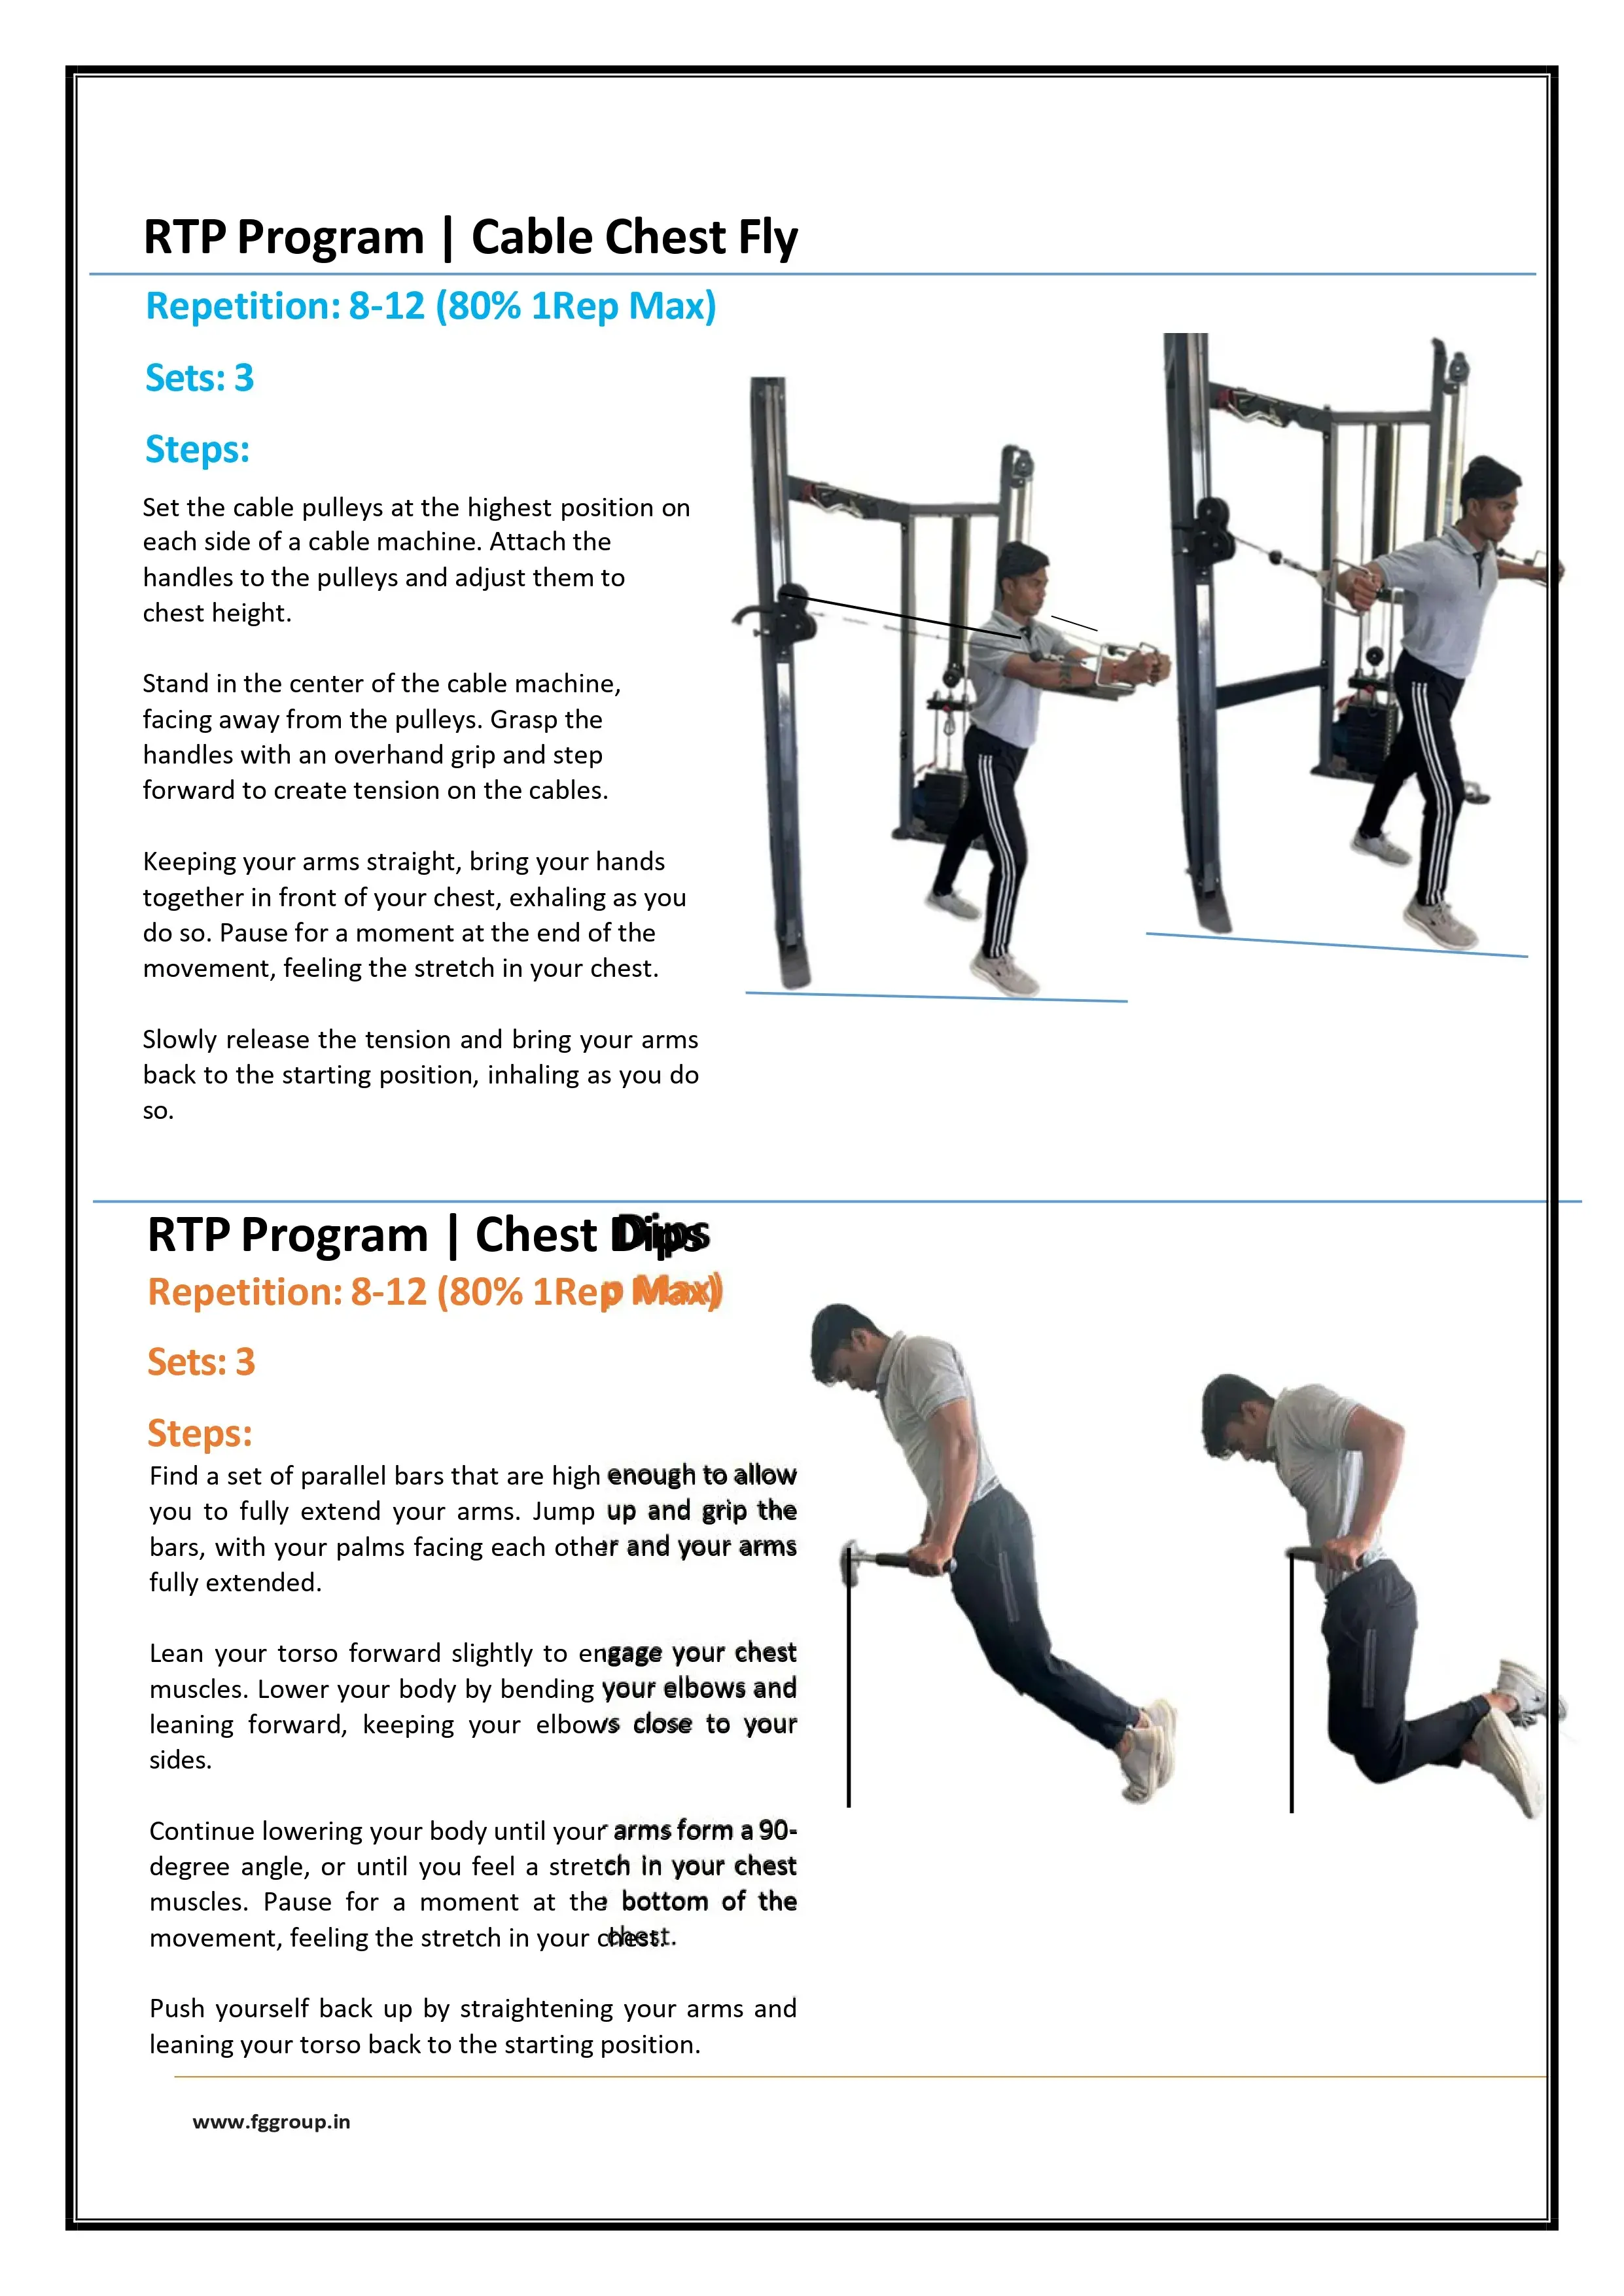 RTP Program | Cable Chest Fly
Repetition: 8-12 (80% 1Rep Max)
Sets: 3
Steps:
Set the cable pulleys at the highest position on
each side of a cable machine. Attach the
handles to the pulleys and adjust them to
chest height.
Stand in the center of the cable machine,
facing away from the pulleys. Grasp the
handles with an overhand grip and step
forward to create tension on the cables.
Keeping your arms straight, bring your hands
together in front of your chest, exhaling as you
do so. Pause for a moment at the end of the
movement, feeling the stretch in your chest.
Slowly release the tension and bring your arms
back to the starting position, inhaling as you do
so.
RTP Program | Chest Dips
Repetition: 8-12 (80% 1Rep Max)
Sets: 3
Steps:
Find a set of parallel bars that are high enough to allow
you to fully extend your arms. Jump up and grip the
bars, with your palms facing each other and your arms
fully extended.
Lean your torso forward slightly to engage your chest
muscles. Lower your body by bending your elbows and
leaning forward, keeping your elbows close to your
sides.
Continue lowering your body until your arms form a 90-
degree angle, or until you feel a stretch in your chest
muscles. Pause for a moment at the bottom of the
movement, feeling the stretch in your chest.
Push yourself back up by straightening your arms and
leaning your torso back to the starting position.
www.fggroup.in